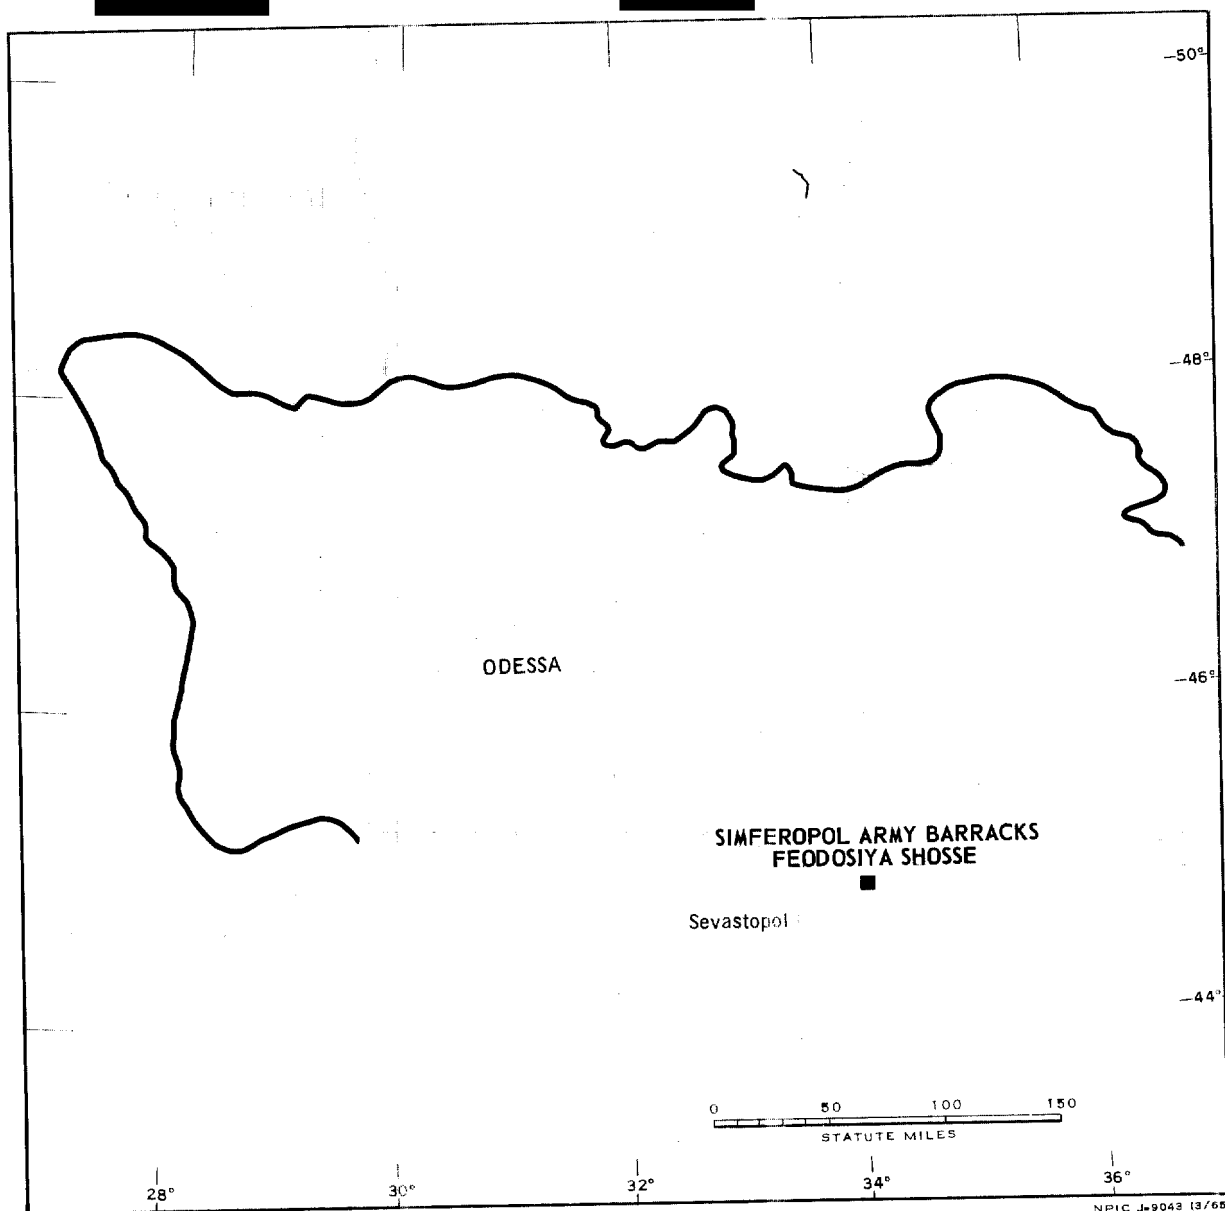 —50°
—48°
ODESSA
—46°
SIMFEROPOL ARMY BARRACKS
FEODOSIYA SHOSSE
Sevastopol
—44°
0 50 100 150
STATUTE MILES
28° 30° 32° 34° 36°
NPIC J-9043 (3/65